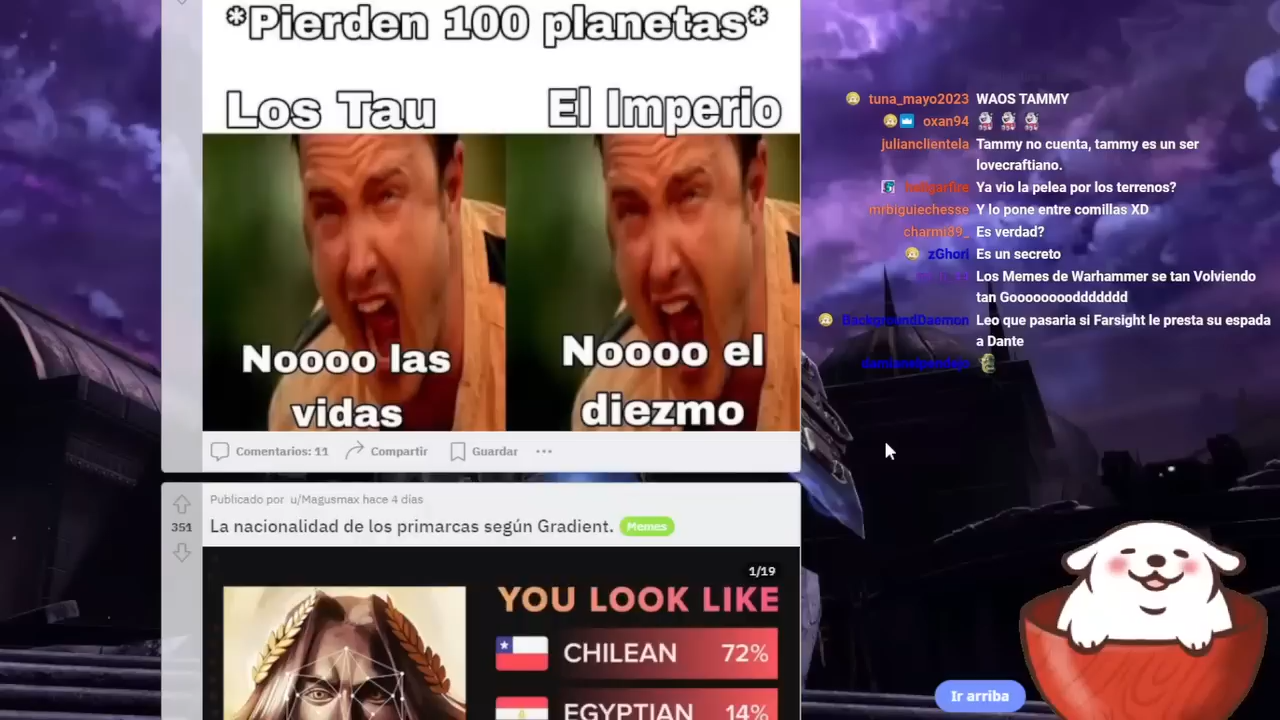 *Pierden 100 planetas*
Los Tau
El Imperio
Noooo las
vidas
Noooo el
diezmo
Comentarios: 11
Compartir
Guardar
Publicado por u/Magusmax hace 4 días
351
La nacionalidad de los primarcas según Gradient. Memes
1/19
YOU LOOK LIKE
CHILEAN 72%
EGYPTIAN 14%
tuna_mayo2023 WAOS TAMMY
oxan94
julianclientela Tammy no cuenta, tammy es un ser
lovecraftiano.
hellgarfire Ya vio la pelea por los terrenos?
mrbiguiechesse Y lo pone entre comillas XD
charmi89_ Es verdad?
zGhorl Es un secreto
Los Memes de Warhammer se tan Volviendo
tan Goooooooodddddd
BackgroundDaemon Leo que pasaria si Farsight le presta su espada
a Dante
Ir arriba